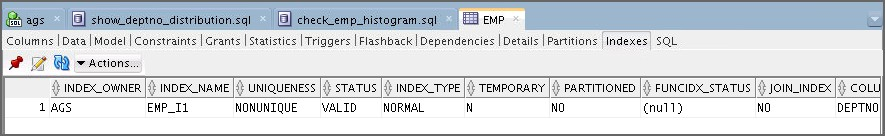 ags show_deptno_distribution.sql check_emp_histogram.sql EMP
Columns Data Model Constraints Grants Statistics Triggers Flashback Dependencies Details Partitions Indexes SQL
Actions...
INDEX_OWNER INDEX_NAME UNIQUENESS STATUS INDEX_TYPE TEMPORARY PARTITIONED FUNCIDX_STATUS JOIN_INDEX COLU
1 AGS EMP_I1 NONUNIQUE VALID NORMAL N NO (null) NO DEPTNO